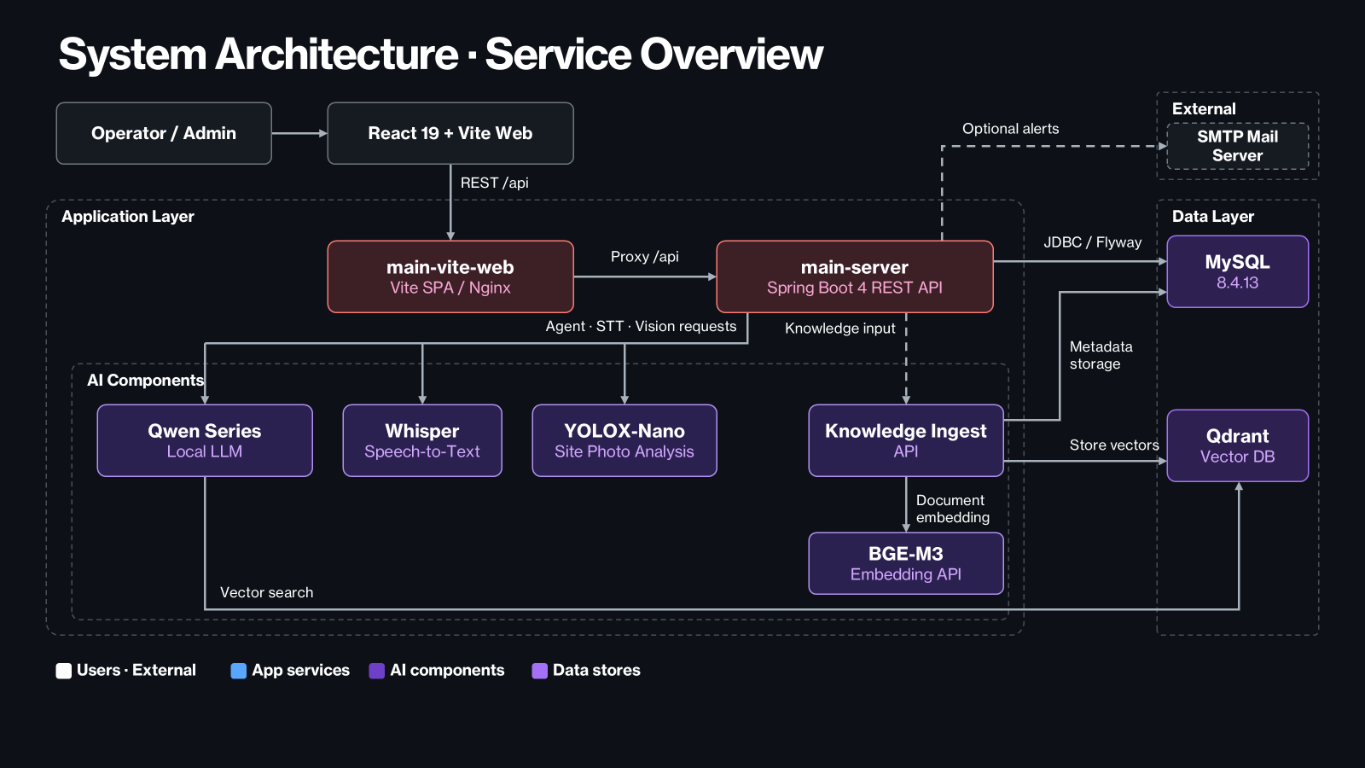 System Architecture · Service Overview
Operator / Admin
React 19 + Vite Web
REST /api
Optional alerts
External
SMTP Mail
Server
Application Layer
main-vite-web
Vite SPA / Nginx
Proxy /api
main-server
Spring Boot 4 REST API
JDBC / Flyway
Data Layer
MySQL
8.4.13
Agent · STT · Vision requests
Knowledge input
Metadata
storage
AI Components
Qwen Series
Local LLM
Whisper
Speech-to-Text
YOLOX-Nano
Site Photo Analysis
Knowledge Ingest
API
Store vectors
Qdrant
Vector DB
Document
embedding
BGE-M3
Embedding API
Vector search
Users · External
App services
AI components
Data stores